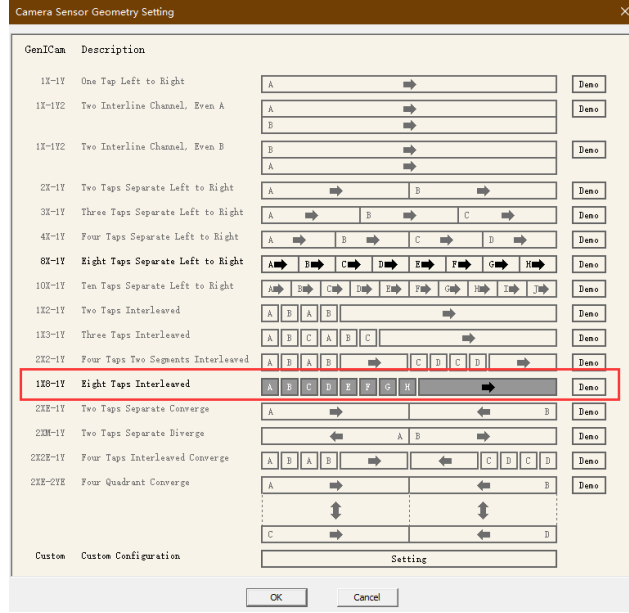 Camera Sensor Geometry Setting
GenICam Description
1X-1Y One Tap Left to Right A Demo
1X-1Y2 Two Interline Channel, Even A A Demo
B
1X-1Y2 Two Interline Channel, Even B B Demo
A
2X-1Y Two Taps Separate Left to Right A B Demo
3X-1Y Three Taps Separate Left to Right A B C Demo
4X-1Y Four Taps Separate Left to Right A B C D Demo
8X-1Y Eight Taps Separate Left to Right A B C D E F G H Demo
10X-1Y Ten Taps Separate Left to Right A B C D E F G H I J Demo
1X2-1Y Two Taps Interleaved A B A B Demo
1X3-1Y Three Taps Interleaved A B C A B C Demo
2X2-1Y Four Taps Two Segments Interleaved A B A B C D C D Demo
1X8-1Y Eight Taps Interleaved A B C D E F G H Demo
2XE-1Y Two Taps Separate Converge A B Demo
2XM-1Y Two Taps Separate Diverge A B Demo
2X2E-1Y Four Taps Interleaved Converge A B A B C D C D Demo
2XE-2YE Four Quadrant Converge A B Demo
C D
Custom Custom Configuration Setting
OK Cancel